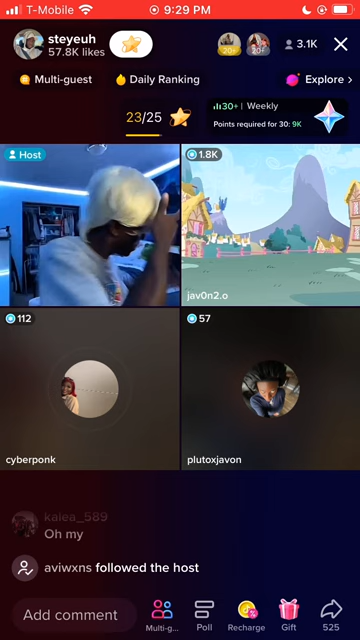 T-Mobile
9:29 PM
steyeuh
57.8K likes
20+
20+
3.1K
Multi-guest
Daily Ranking
Explore >
23/25
30+ | Weekly
Points required for 30: 9K
Host
1.8K
jav0n2.o
112
57
cyberponk
plutoxjavon
kalea_589
Oh my
aviwxns followed the host
Add comment
Multi-g...
Poll
Recharge
Gift
525